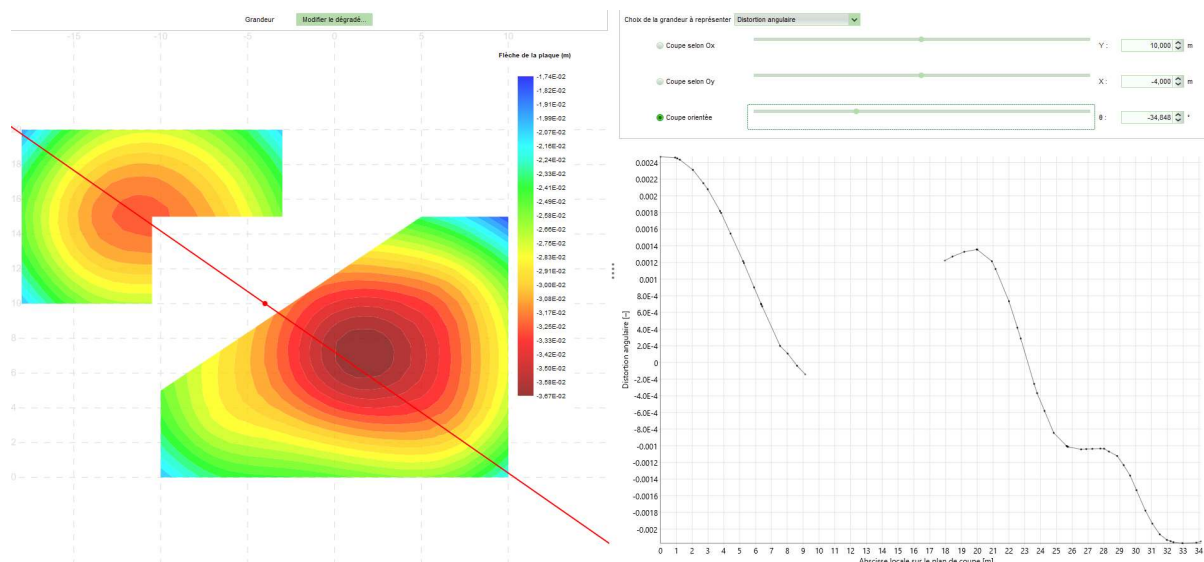 Grandeur
Modifier le dégradé...
-15
-5
0
5
10
Flèche de la plaque (m)
-1,74E-02
-1,82E-02
-1,91E-02
-1,99E-02
-2,07E-02
-2,16E-02
-2,24E-02
-2,33E-02
-2,41E-02
-2,49E-02
-2,58E-02
-2,66E-02
-2,75E-02
-2,83E-02
-2,91E-02
-3,00E-02
-3,08E-02
-3,17E-02
-3,25E-02
-3,33E-02
-3,42E-02
-3,50E-02
-3,58E-02
-3,67E-02
18
16
14
12
10
8
6
4
2
0
Choix de la grandeur à représenter
Distortion angulaire
Coupe selon Ox
Y :
10,000
m
Coupe selon Oy
X :
-4,000
m
Coupe orientée
θ :
-34,848
°
0.0024
0.0022
0.002
0.0018
0.0016
0.0014
0.0012
0.001
8.0E-4
6.0E-4
4.0E-4
2.0E-4
0
-2.0E-4
-4.0E-4
-6.0E-4
-8.0E-4
-0.001
-0.0012
-0.0014
-0.0016
-0.0018
-0.002
Distortion angulaire [--]
0 1 2 3 4 5 6 7 8 9 10 11 12 13 14 15 16 17 18 19 20 21 22 23 24 25 26 27 28 29 30 31 32 33 34
Abscisse locale sur le plan de coupe [m]